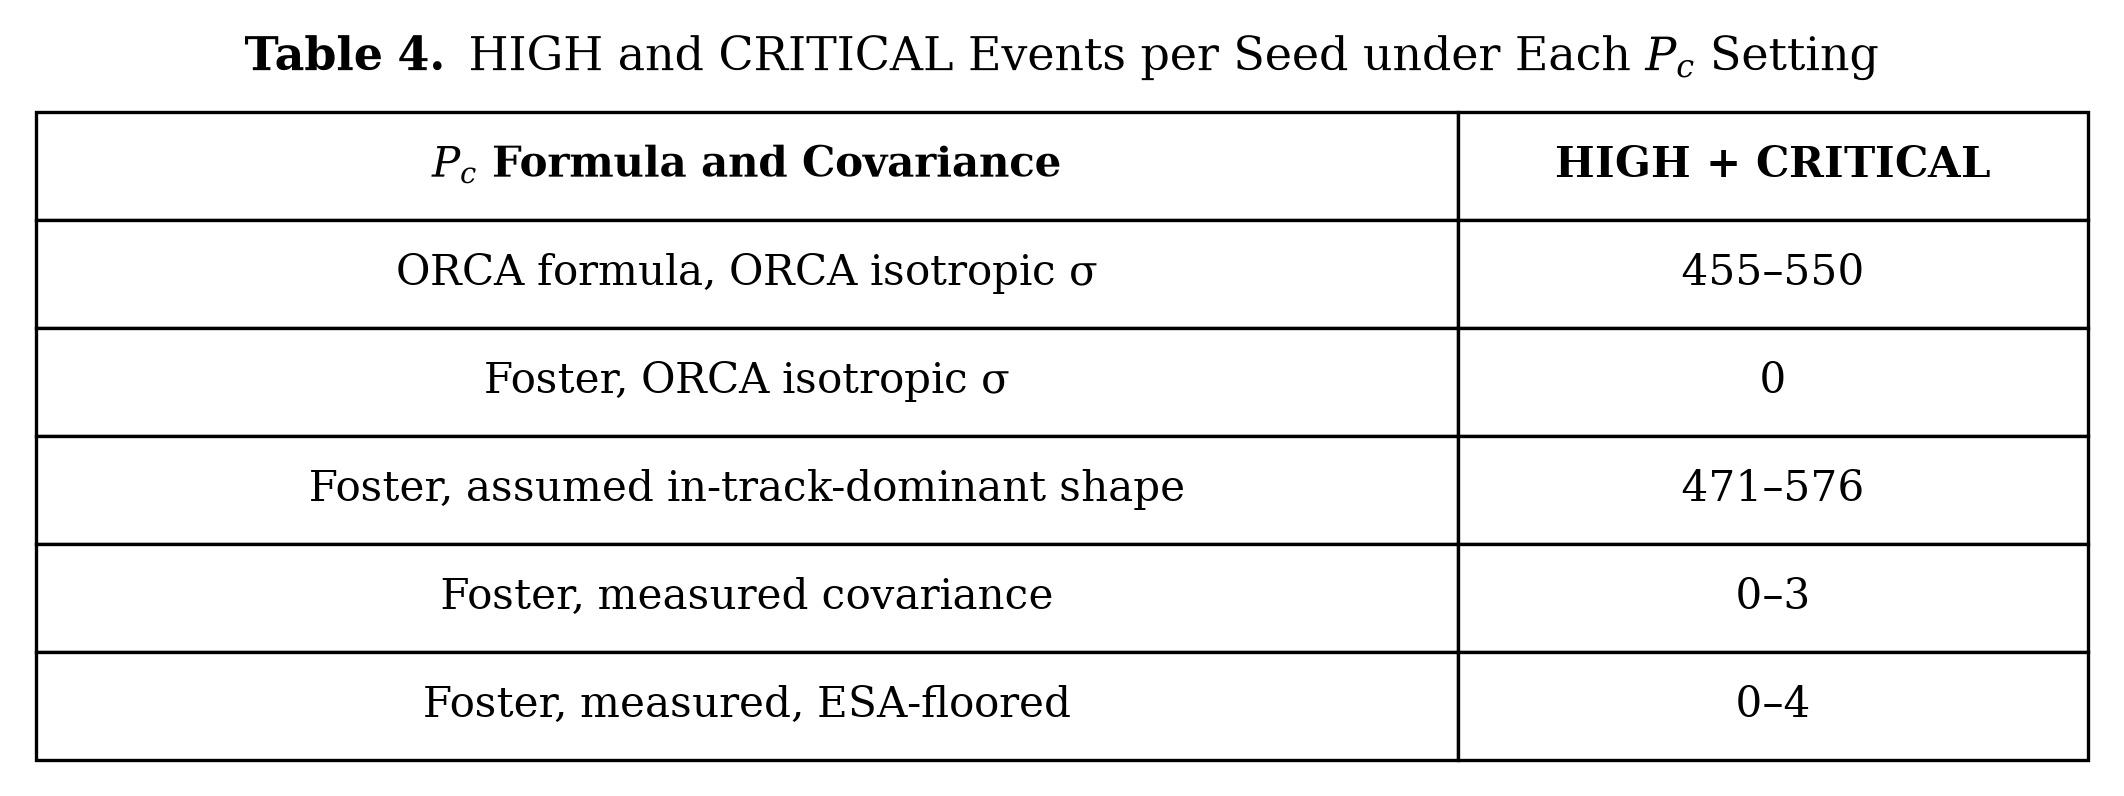 Table 4. HIGH and CRITICAL Events per Seed under Each Pc Setting
Pc Formula and Covariance HIGH + CRITICAL
ORCA formula, ORCA isotropic σ 455–550
Foster, ORCA isotropic σ 0
Foster, assumed in-track-dominant shape 471–576
Foster, measured covariance 0–3
Foster, measured, ESA-floored 0–4